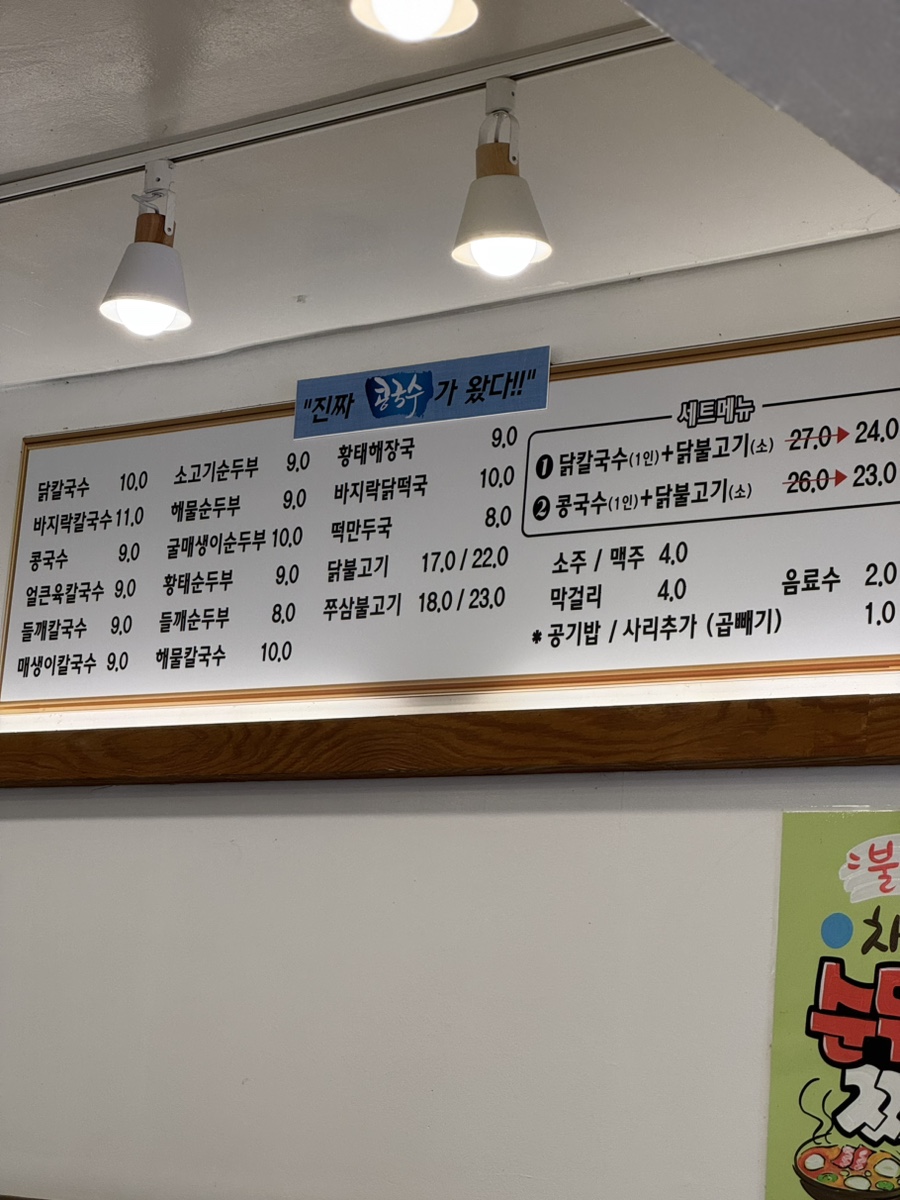 "진짜 콩국수가 왔다!!"
닭칼국수 10.0
바지락칼국수 11.0
콩국수 9.0
얼큰육칼국수 9.0
들깨칼국수 9.0
매생이칼국수 9.0
소고기순두부 9.0
해물순두부 9.0
굴매생이순두부 10.0
황태순두부 9.0
들깨순두부 8.0
해물칼국수 10.0
황태해장국 9.0
바지락닭떡국 10.0
떡만두국 8.0
닭불고기 17.0 / 22.0
쭈삼불고기 18.0 / 23.0
세트메뉴
❶ 닭칼국수(1인)+닭불고기(소) 27.0▶24.0
❷ 콩국수(1인)+닭불고기(소) 26.0▶23.0
소주 / 맥주 4.0
막걸리 4.0 음료수 2.0
* 공기밥 / 사리추가 (곱빼기) 1.0
불